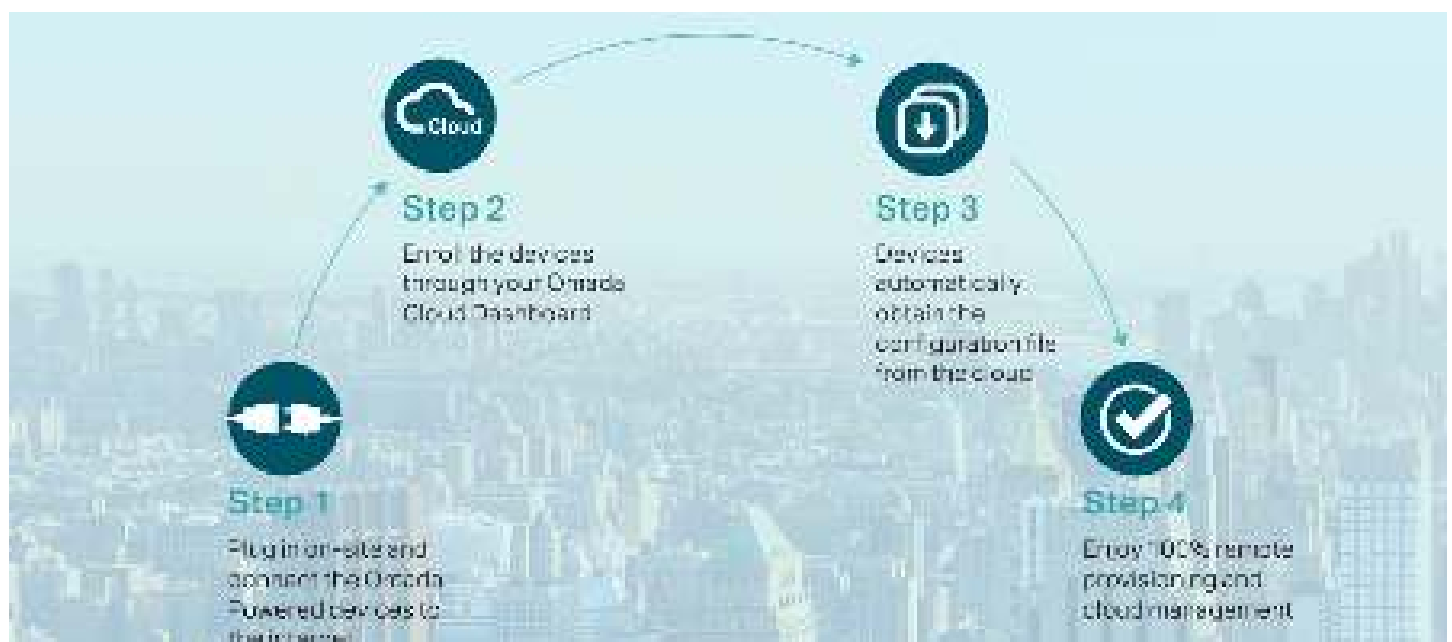 Cloud
Step 2
Enroll the devices
through your Omada
Cloud Dashboard
Step 3
Devices
automatically
obtain the
configuration file
from the cloud
Step 1
Plug in on-site and
connect the Omada
Powered devices to
the internet
Step 4
Enjoy 100% remote
provisioning and
cloud management